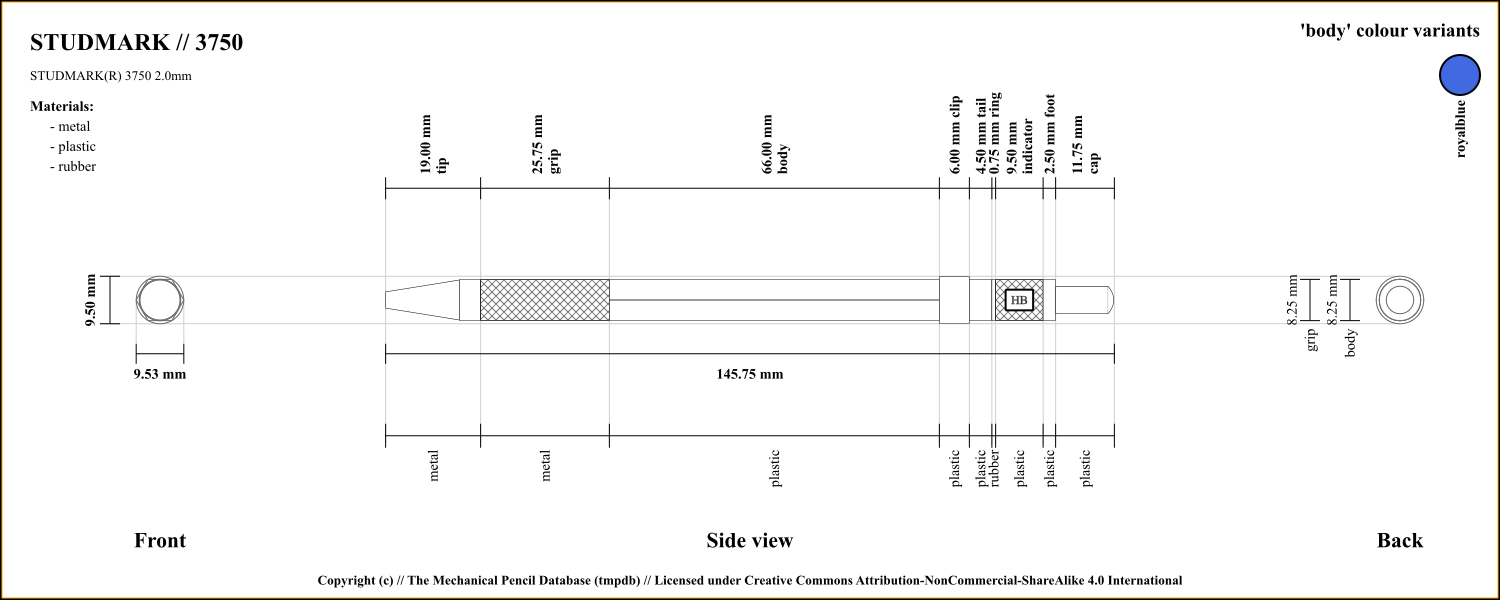 STUDMARK // 3750
STUDMARK(R) 3750 2.0mm
Materials:
- metal
- plastic
- rubber
'body' colour variants
royalblue
19.00 mm
tip
25.75 mm
grip
66.00 mm
body
6.00 mm clip
4.50 mm tail
0.75 mm ring
9.50 mm
indicator
2.50 mm foot
11.75 mm
cap
9.50 mm
9.53 mm
HB
145.75 mm
8.25 mm
grip
8.25 mm
body
metal
metal
plastic
plastic
plastic
rubber
plastic
plastic
plastic
Front
Side view
Back
Copyright (c) // The Mechanical Pencil Database (tmpdb) // Licensed under Creative Commons Attribution-NonCommercial-ShareAlike 4.0 International